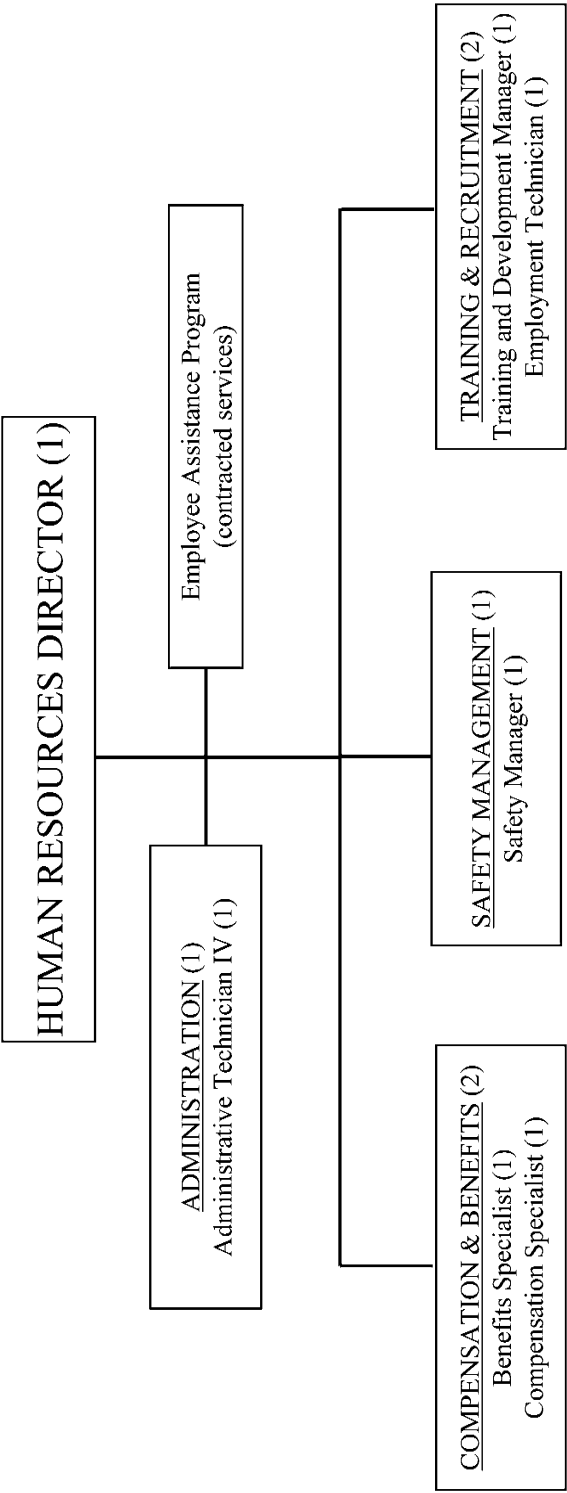 HUMAN RESOURCES DIRECTOR (1)
ADMINISTRATION (1)
Administrative Technician IV (1)
Employee Assistance Program
(contracted services)
COMPENSATION & BENEFITS (2)
Benefits Specialist (1)
Compensation Specialist (1)
SAFETY MANAGEMENT (1)
Safety Manager (1)
TRAINING & RECRUITMENT (2)
Training and Development Manager (1)
Employment Technician (1)